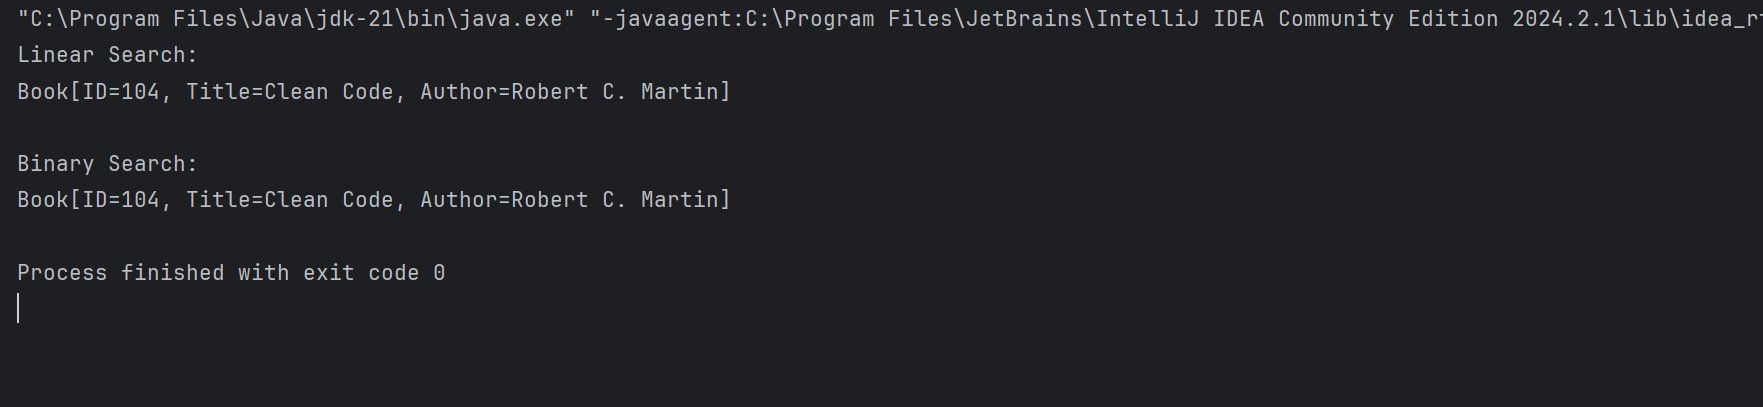 "C:\Program Files\Java\jdk-21\bin\java.exe" "-javaagent:C:\Program Files\JetBrains\IntelliJ IDEA Community Edition 2024.2.1\lib\idea_r
Linear Search:
Book[ID=104, Title=Clean Code, Author=Robert C. Martin]
Binary Search:
Book[ID=104, Title=Clean Code, Author=Robert C. Martin]
Process finished with exit code 0